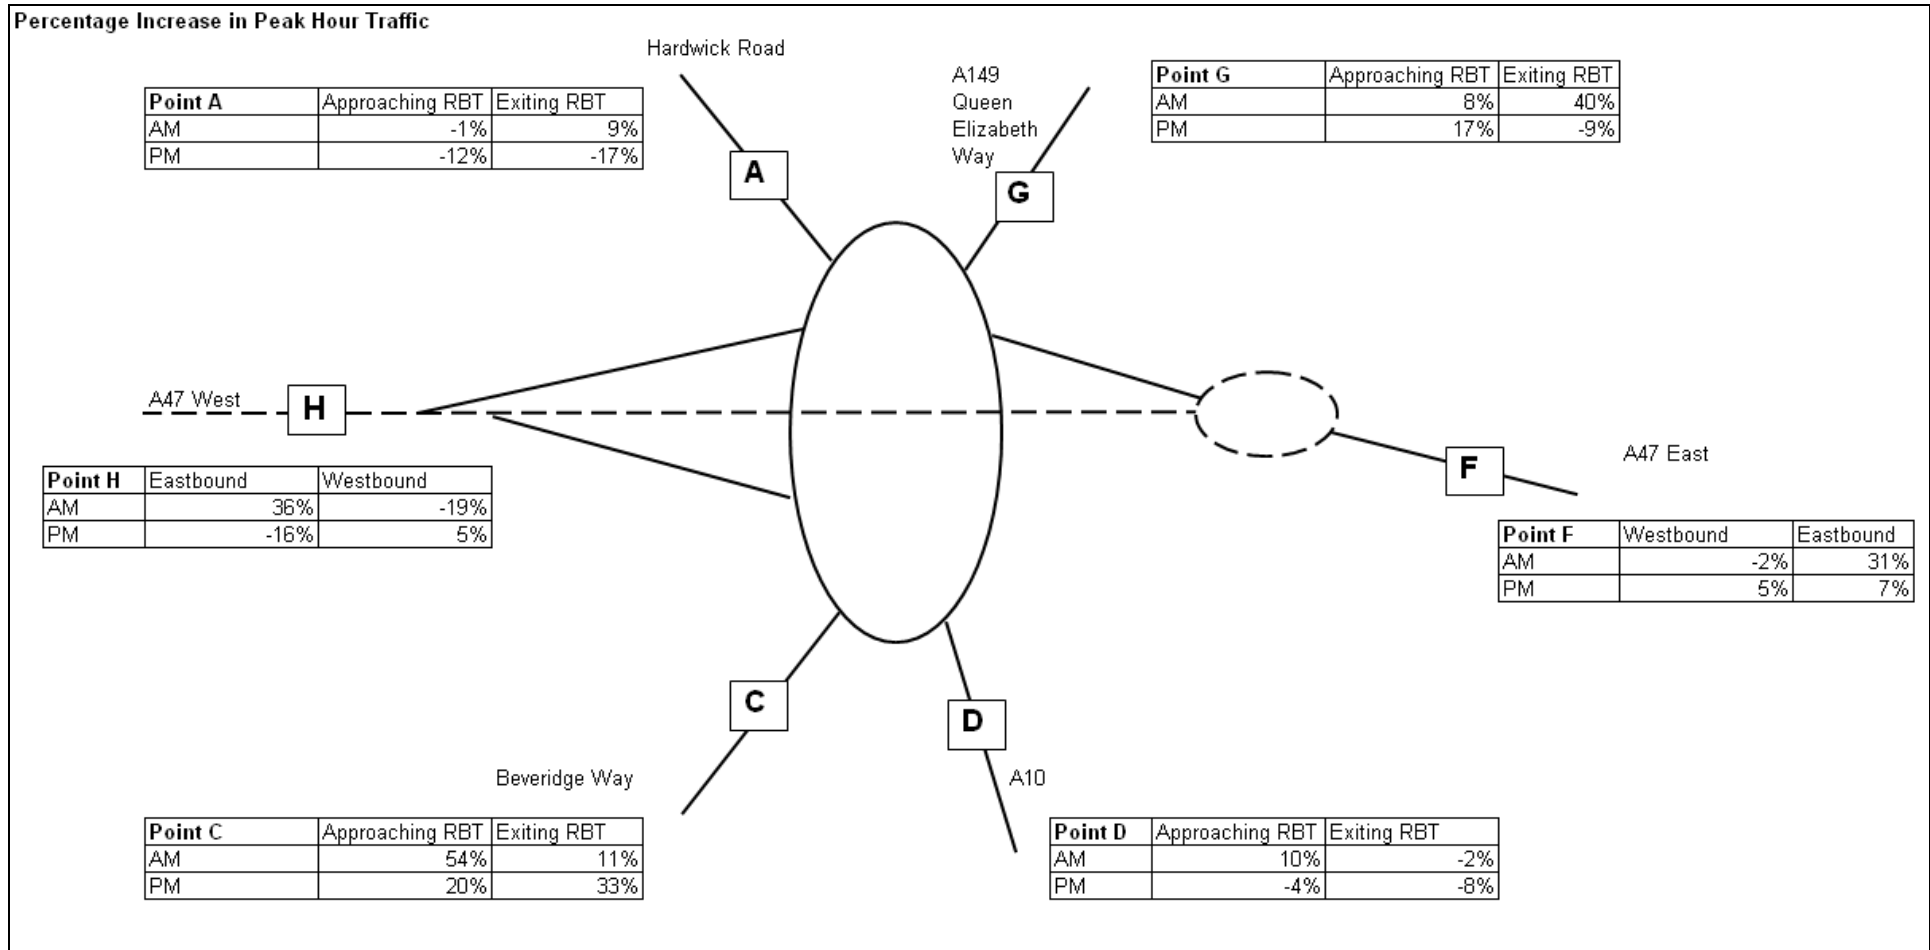 Percentage Increase in Peak Hour Traffic
Hardwick Road
Point A Approaching RBT Exiting RBT
AM -1% 9%
PM -12% -17%
A
A149
Queen
Elizabeth
Way
G
Point G Approaching RBT Exiting RBT
AM 8% 40%
PM 17% -9%
A47 West
H
Point H Eastbound Westbound
AM 36% -19%
PM -16% 5%
A47 East
F
Point F Westbound Eastbound
AM -2% 31%
PM 5% 7%
C
Beveridge Way
Point C Approaching RBT Exiting RBT
AM 54% 11%
PM 20% 33%
D
A10
Point D Approaching RBT Exiting RBT
AM 10% -2%
PM -4% -8%